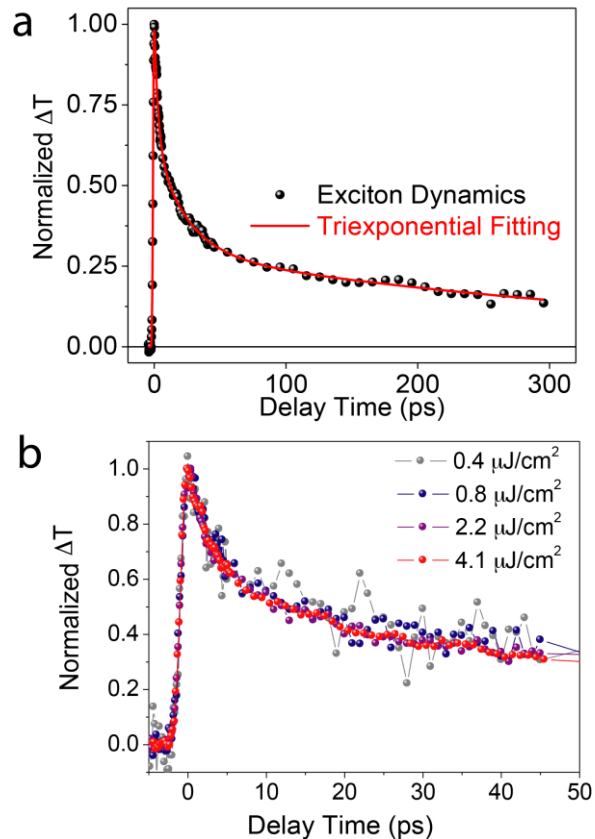 a
1.00
0.75
0.50
0.25
0.00
Normalized ΔT
Exciton Dynamics
Triexponential Fitting
0
100
200
300
Delay Time (ps)
b
1.0
0.8
0.6
0.4
0.2
0.0
Normalized ΔT
0.4 μJ/cm²
0.8 μJ/cm²
2.2 μJ/cm²
4.1 μJ/cm²
0
10
20
30
40
50
Delay Time (ps)